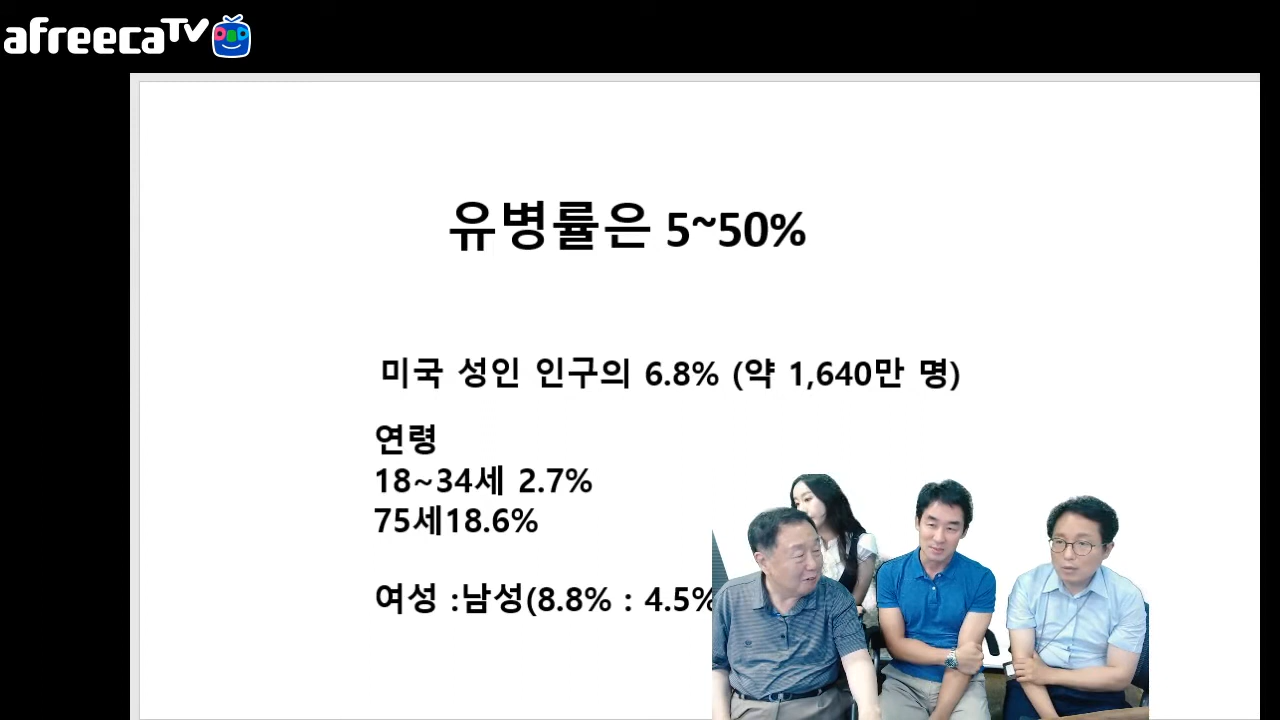 afreecaTV
유병률은 5~50%
미국 성인 인구의 6.8% (약 1,640만 명)
연령
18~34세 2.7%
75세18.6%
여성 :남성(8.8% : 4.5%